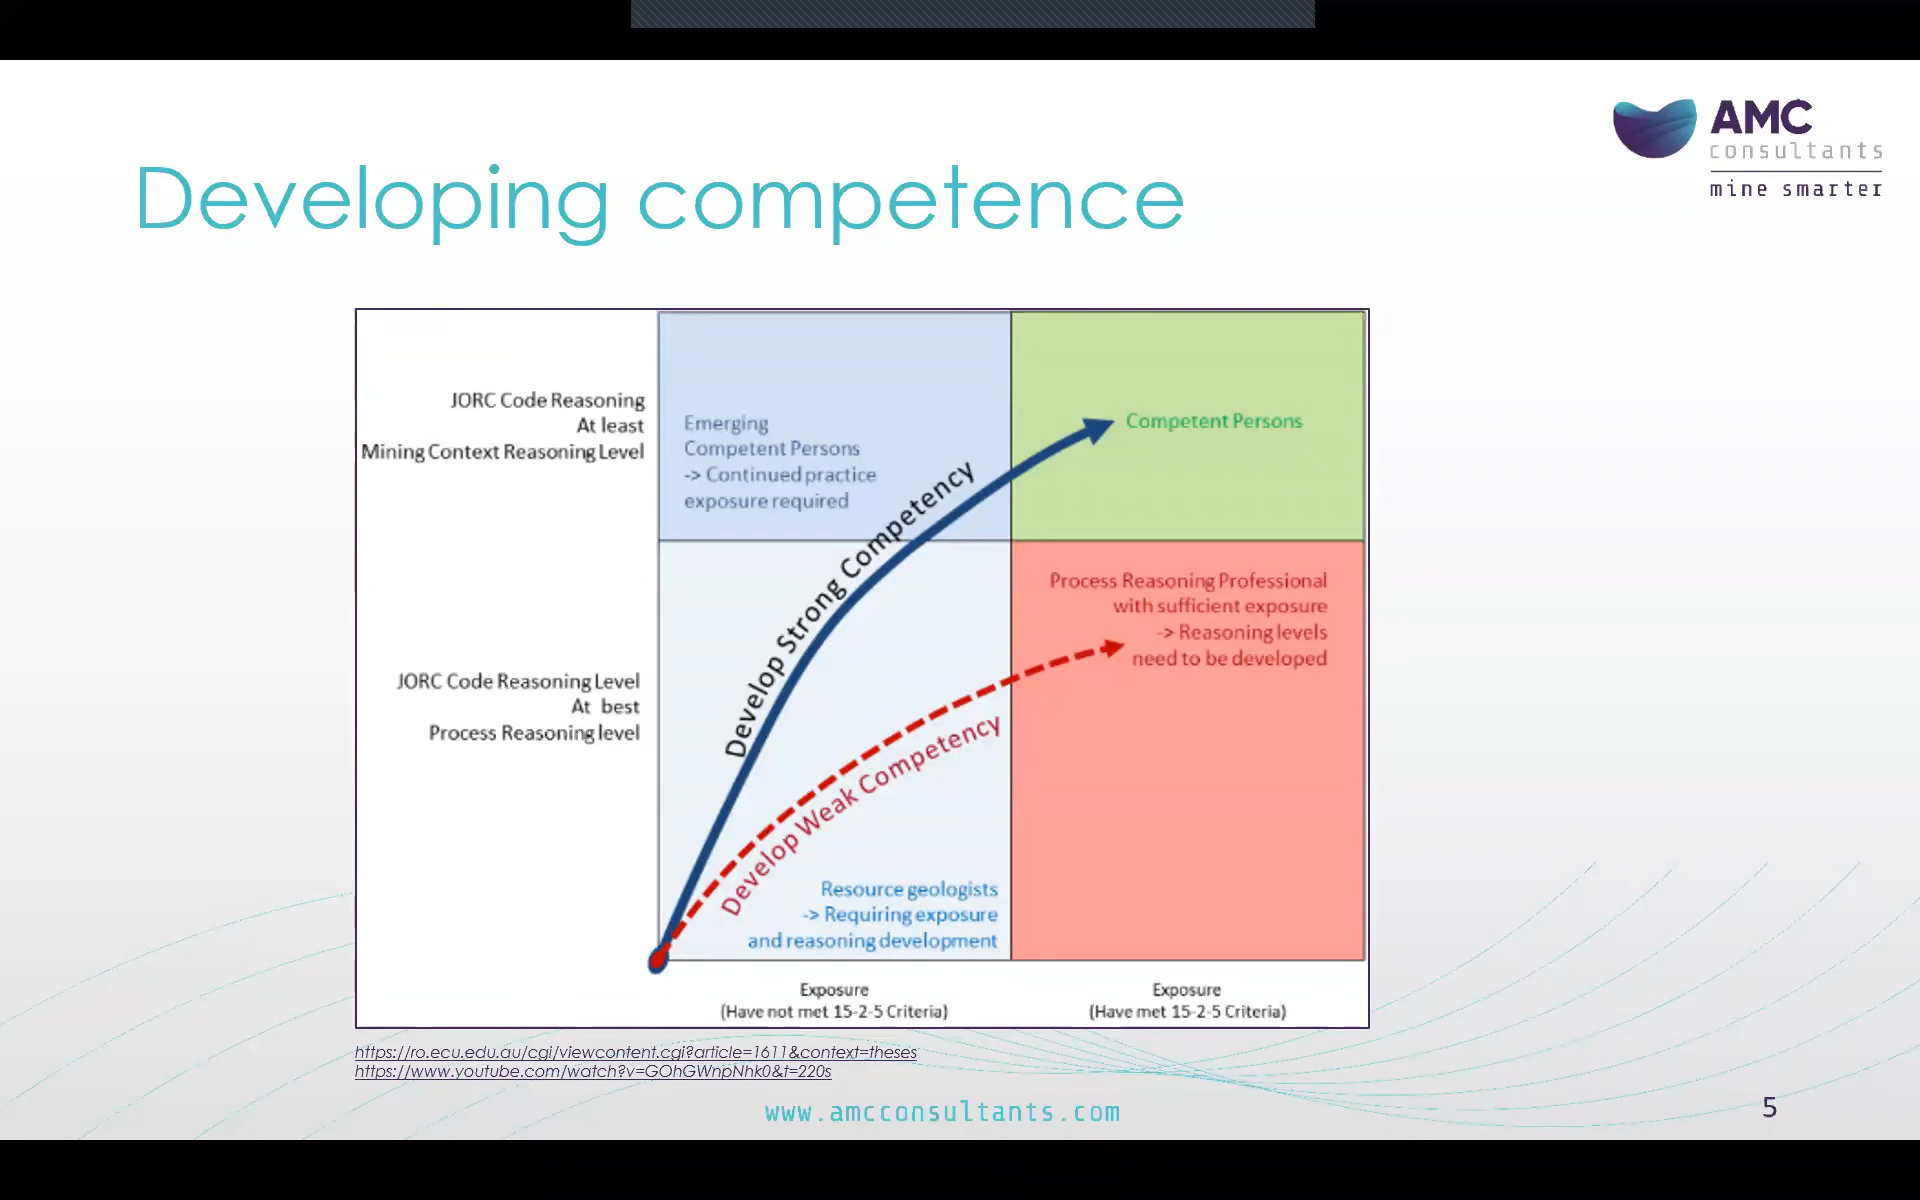 AMC
consultants
mine smarter
Developing competence
JORC Code Reasoning
At least
Mining Context Reasoning Level
Emerging
Competent Persons
-> Continued practice
exposure required
Competent Persons
Develop Strong Competency
Process Reasoning Professional
with sufficient exposure
-> Reasoning levels
need to be developed
JORC Code Reasoning Level
At best
Process Reasoning level
Develop Weak Competency
Resource geologists
-> Requiring exposure
and reasoning development
Exposure
(Have not met 15-2-5 Criteria)
Exposure
(Have met 15-2-5 Criteria)
https://ro.ecu.edu.au/cgi/viewcontent.cgi?article=1611&context=theses
https://www.youtube.com/watch?v=GOhGWnpNhk0&t=220s
www.amcconsultants.com
5